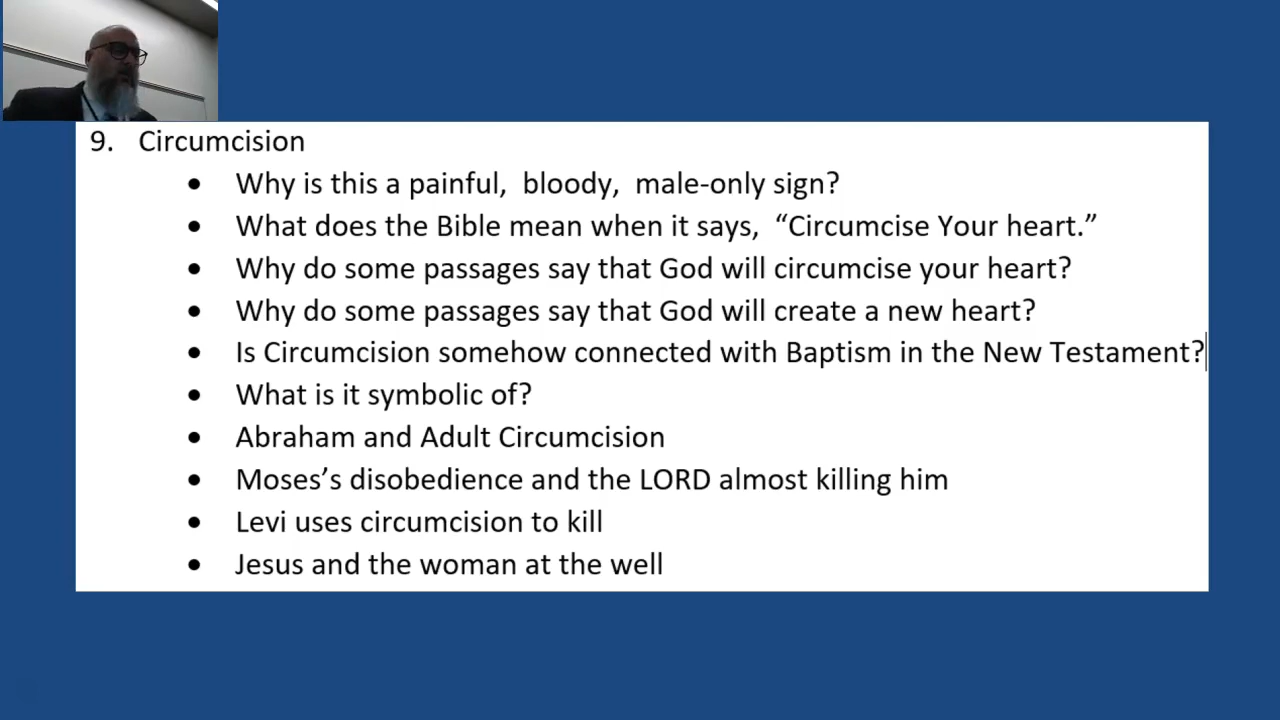 9. Circumcision
• Why is this a painful, bloody, male-only sign?
• What does the Bible mean when it says, “Circumcise Your heart.”
• Why do some passages say that God will circumcise your heart?
• Why do some passages say that God will create a new heart?
• Is Circumcision somehow connected with Baptism in the New Testament?
• What is it symbolic of?
• Abraham and Adult Circumcision
• Moses’s disobedience and the LORD almost killing him
• Levi uses circumcision to kill
• Jesus and the woman at the well